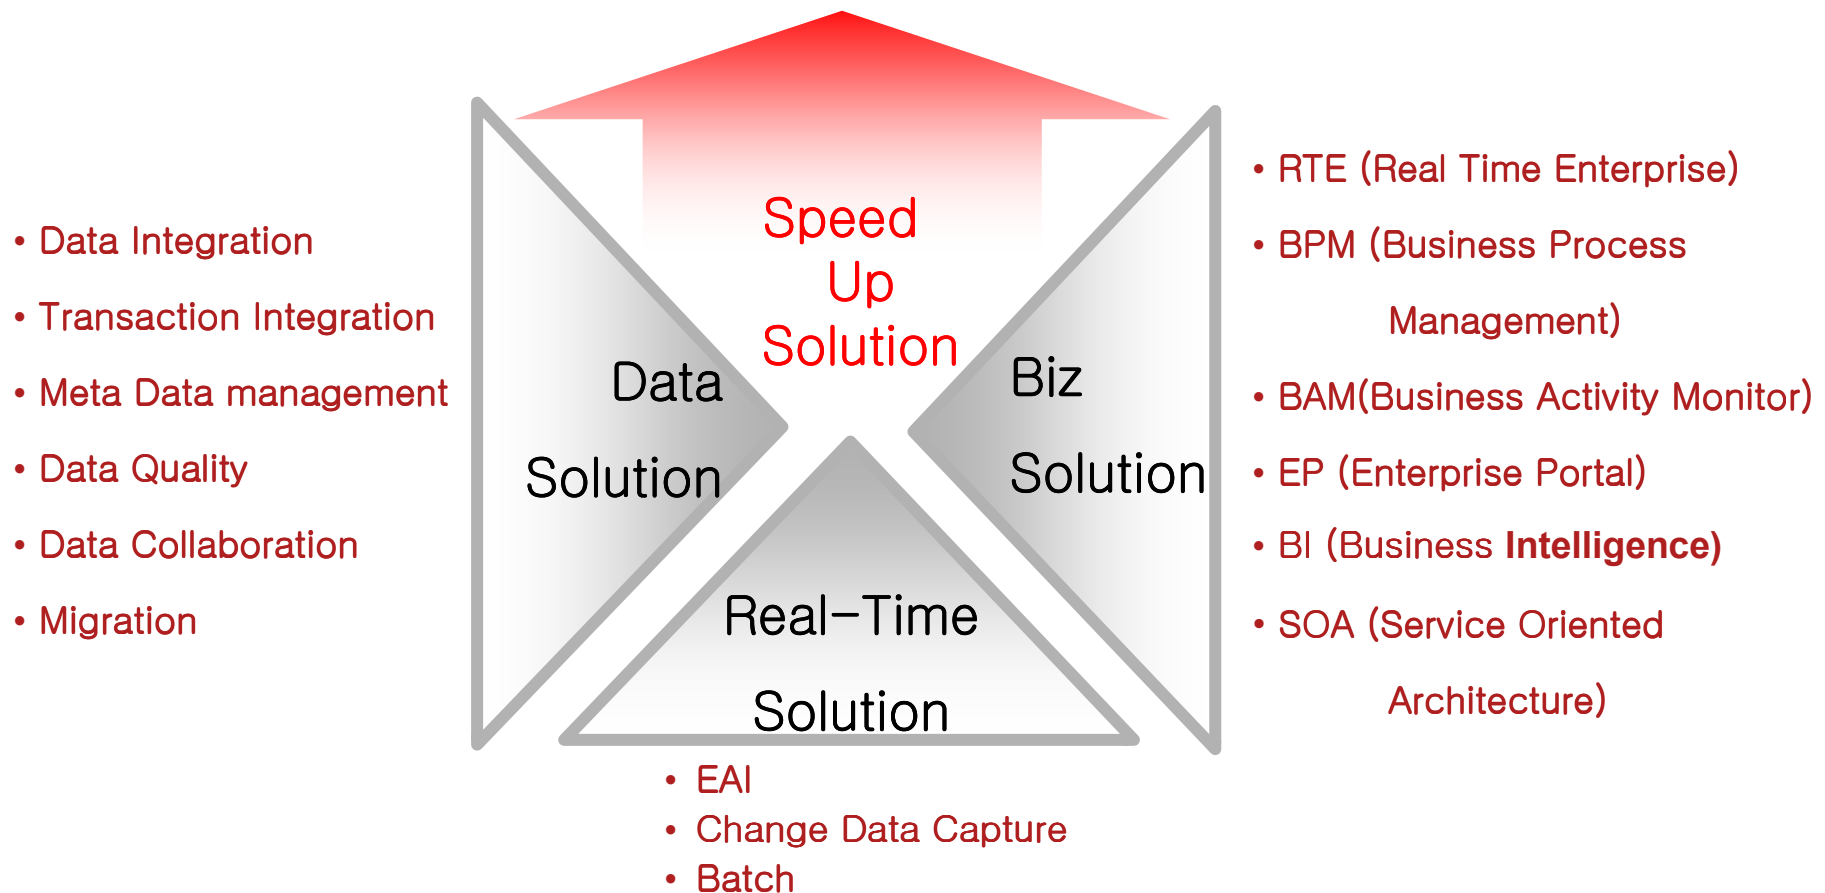 Speed
Up
Solution
• Data Integration
• Transaction Integration
• Meta Data management
• Data Quality
• Data Collaboration
• Migration
Data
Solution
Biz
Solution
• RTE (Real Time Enterprise)
• BPM (Business Process
Management)
• BAM(Business Activity Monitor)
• EP (Enterprise Portal)
• BI (Business Intelligence)
• SOA (Service Oriented
Architecture)
Real-Time
Solution
• EAI
• Change Data Capture
• Batch